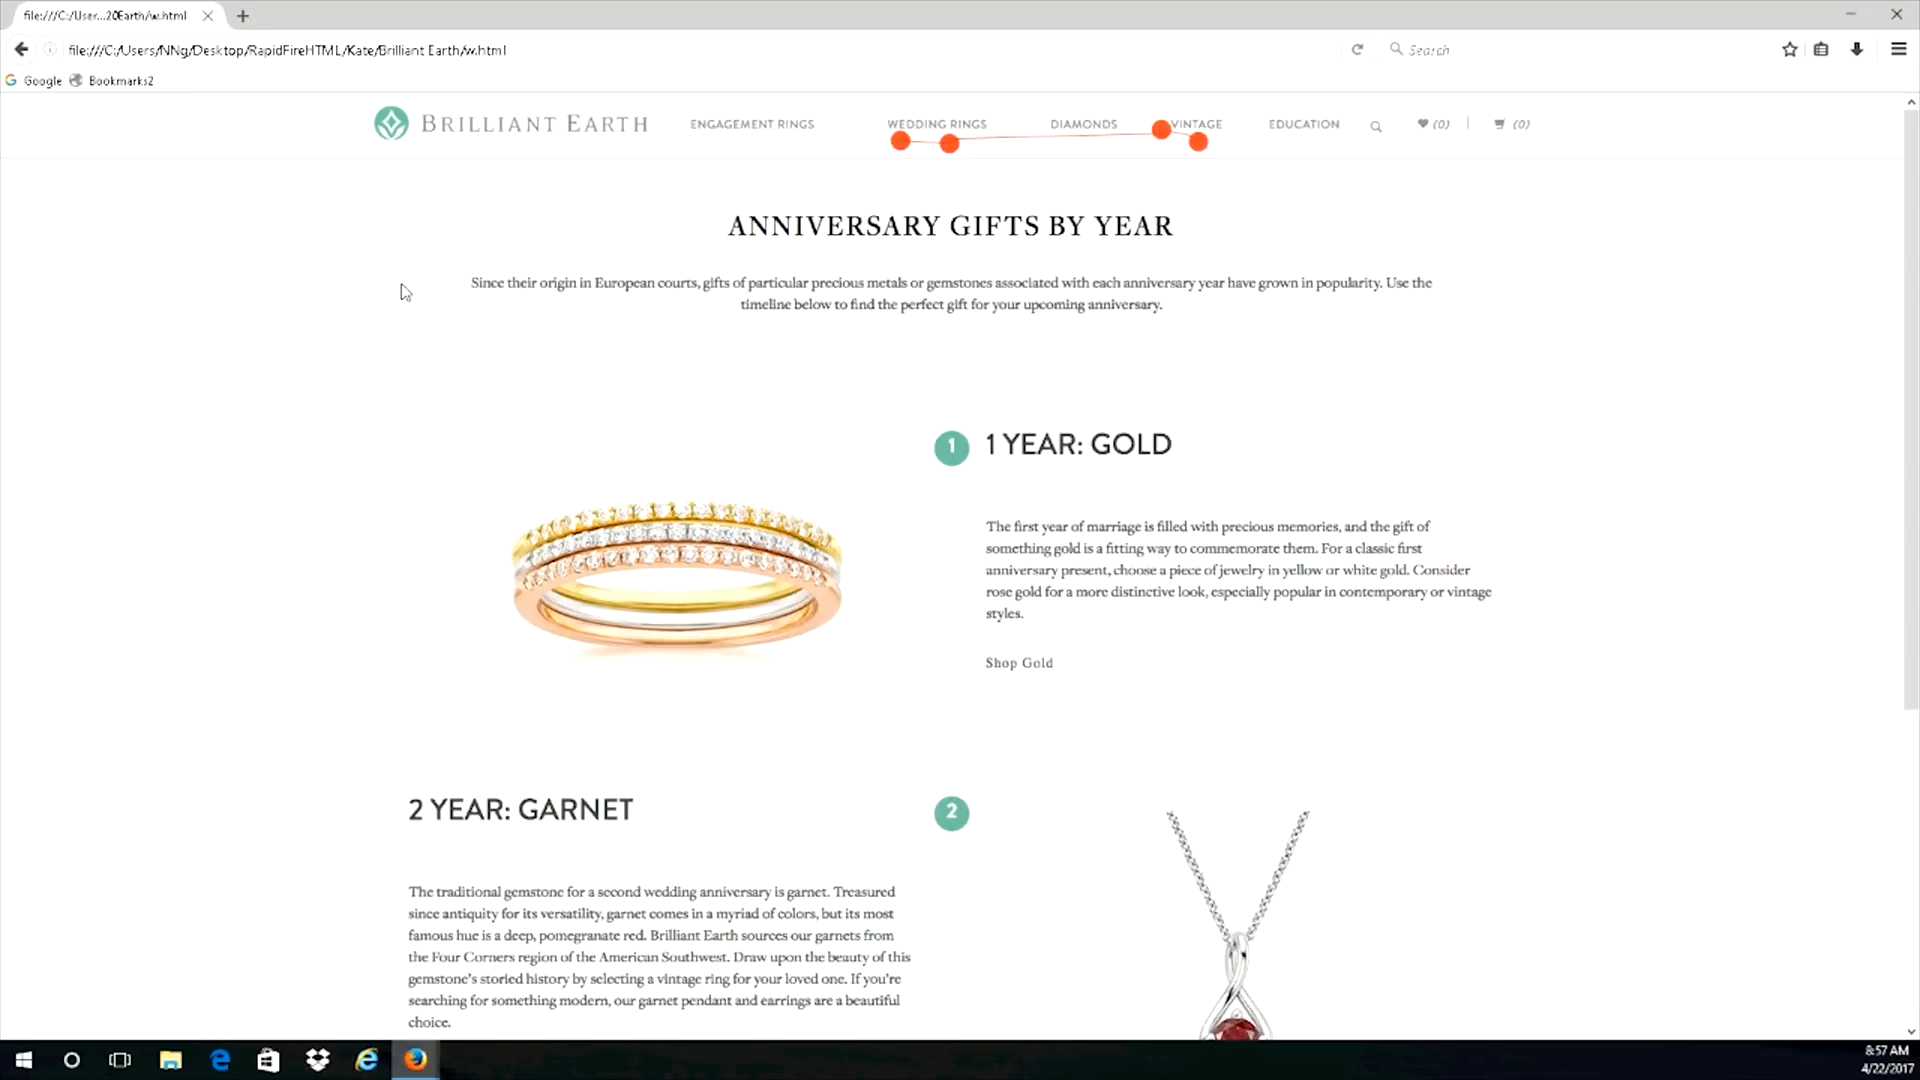 file:///C:/User...20Earth/w.html
file:///C:/Users/NNg/Desktop/RapidFireHTML/Kate/Brilliant Earth/w.html
Search
Google
Bookmarks2
BRILLIANT EARTH
ENGAGEMENT RINGS
WEDDING RINGS
DIAMONDS
VINTAGE
EDUCATION
(0)
(0)
ANNIVERSARY GIFTS BY YEAR
Since their origin in European courts, gifts of particular precious metals or gemstones associated with each anniversary year have grown in popularity. Use the
timeline below to find the perfect gift for your upcoming anniversary.
1
1 YEAR: GOLD
The first year of marriage is filled with precious memories, and the gift of
something gold is a fitting way to commemorate them. For a classic first
anniversary present, choose a piece of jewelry in yellow or white gold. Consider
rose gold for a more distinctive look, especially popular in contemporary or vintage
styles.
Shop Gold
2 YEAR: GARNET
2
The traditional gemstone for a second wedding anniversary is garnet. Treasured
since antiquity for its versatility, garnet comes in a myriad of colors, but its most
famous hue is a deep, pomegranate red. Brilliant Earth sources our garnets from
the Four Corners region of the American Southwest. Draw upon the beauty of this
gemstone's storied history by selecting a vintage ring for your loved one. If you're
searching for something modern, our garnet pendant and earrings are a beautiful
choice.
8:57 AM
4/22/2017